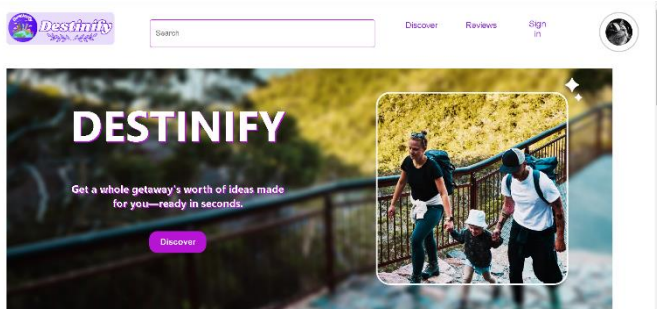 Destinify
Search
Discover
Reviews
Sign
in
DESTINIFY
Get a whole getaway's worth of ideas made
for you—ready in seconds.
Discover